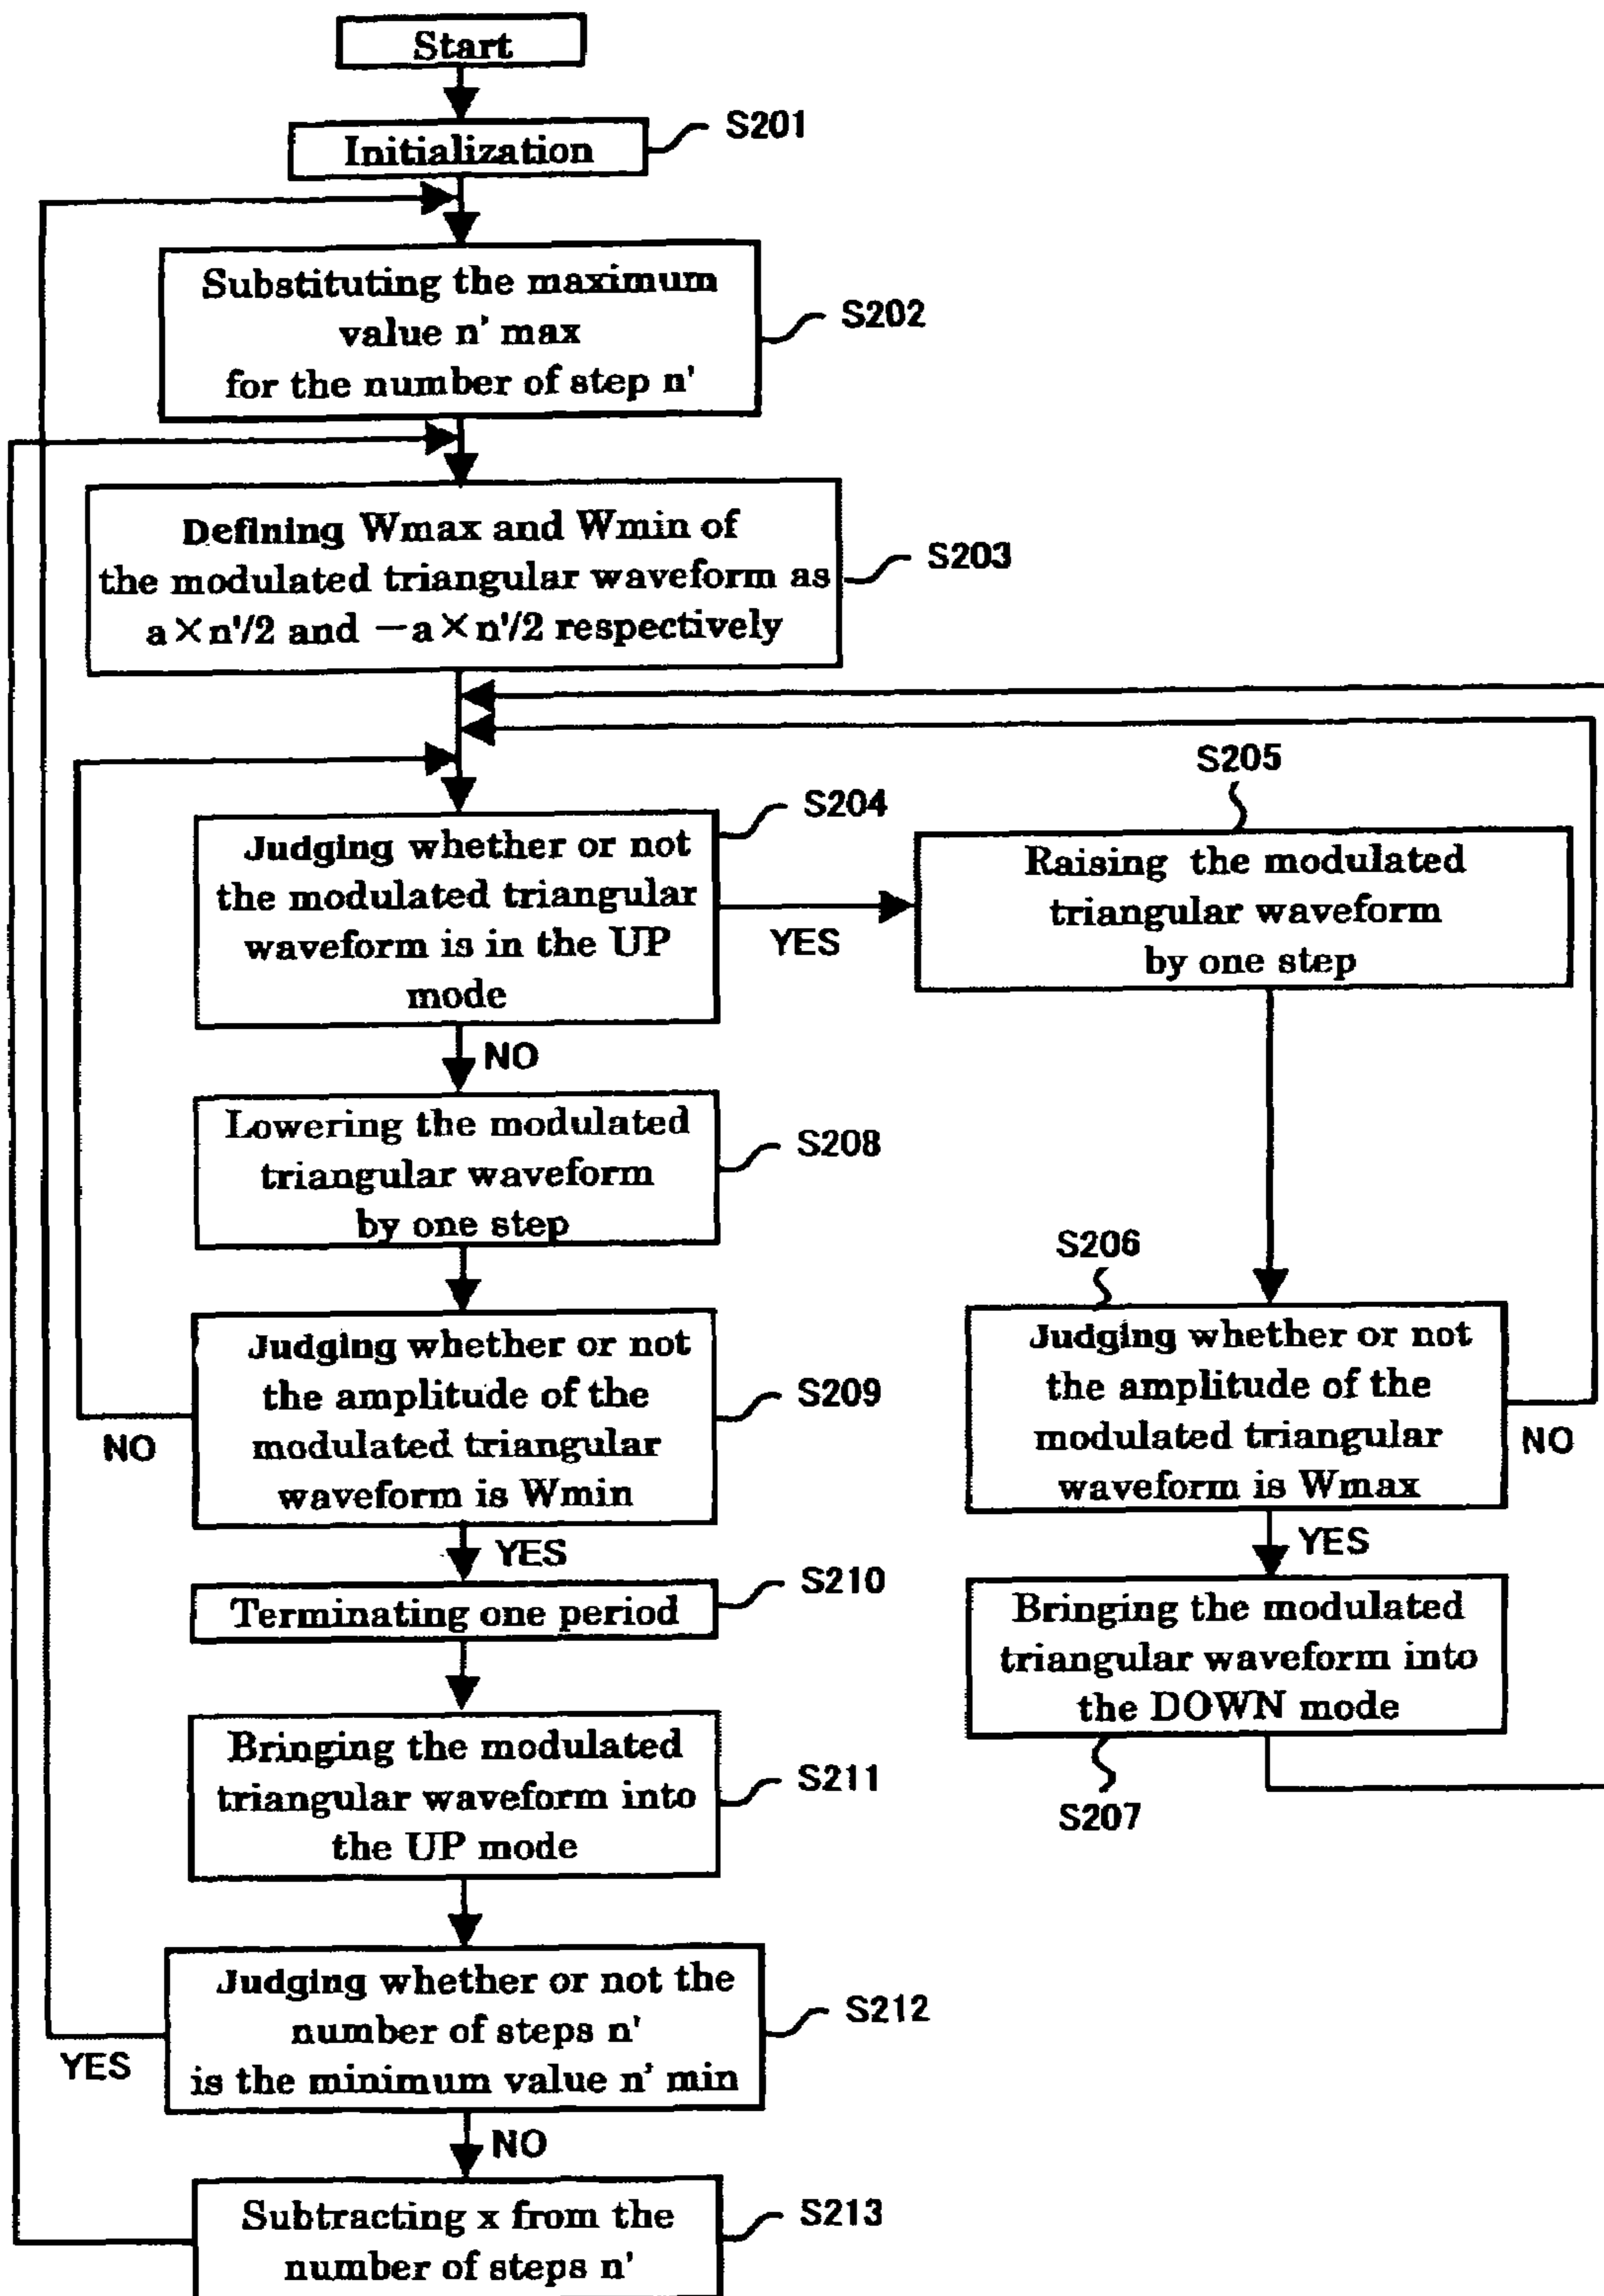 Start
Initialization
S201
Substituting the maximum
value n' max
for the number of step n'
S202
Defining Wmax and Wmin of
the modulated triangular waveform as
a×n'/2 and —a×n'/2 respectively
S203
Judging whether or not
the modulated triangular
waveform is in the UP
mode
S204
YES
NO
S205
Raising the modulated
triangular waveform
by one step
Lowering the modulated
triangular waveform
by one step
S208
S206
Judging whether or not
the amplitude of the
modulated triangular
waveform is Wmax
NO
YES
Judging whether or not
the amplitude of the
modulated triangular
waveform is Wmin
S209
NO
YES
Terminating one period
S210
Bringing the modulated
triangular waveform into
the DOWN mode
S207
Bringing the modulated
triangular waveform into
the UP mode
S211
Judging whether or not the
number of steps n'
is the minimum value n' min
S212
YES
NO
Subtracting x from the
number of steps n'
S213